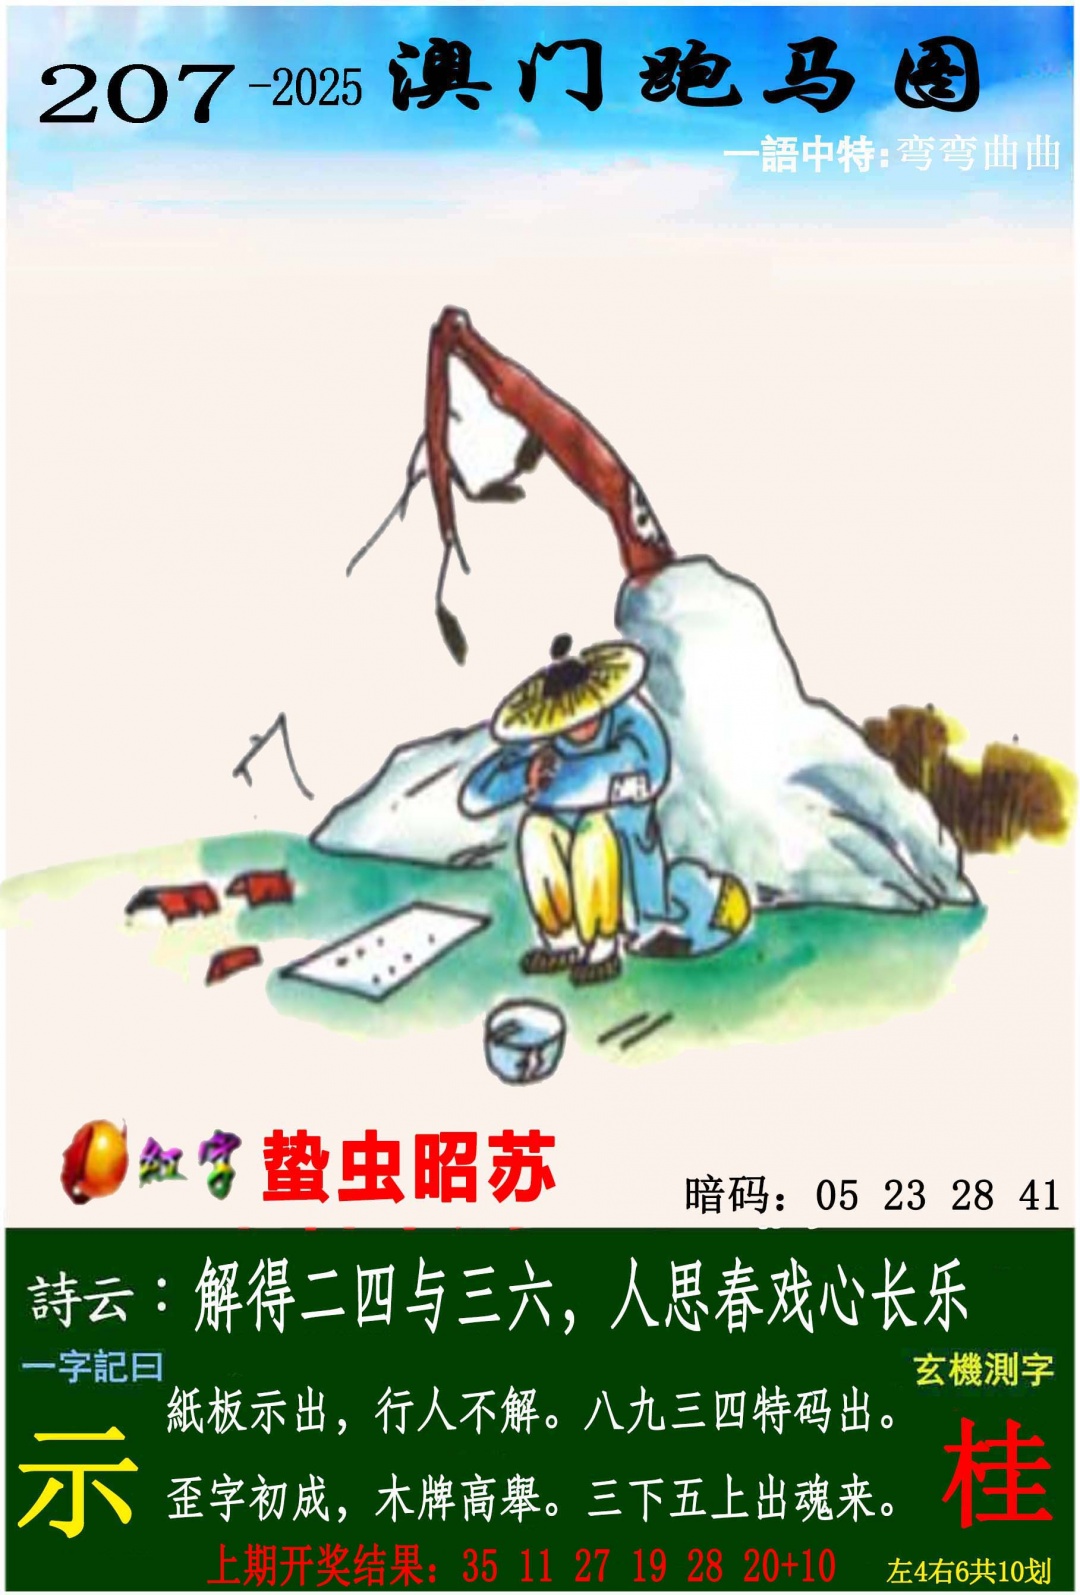 207-2025 澳门跑马图
一語中特:弯弯曲曲
红字 蛰虫昭苏
暗码：05 23 28 41
詩云：解得二四与三六，人思春戏心长乐
一字記曰
玄機測字
紙板示出，行人不解。八九三四特码出。
示
桂
歪字初成，木牌高舉。三下五上出魂来。
上期开奖结果：35 11 27 19 28 20+10
左4右6共10划